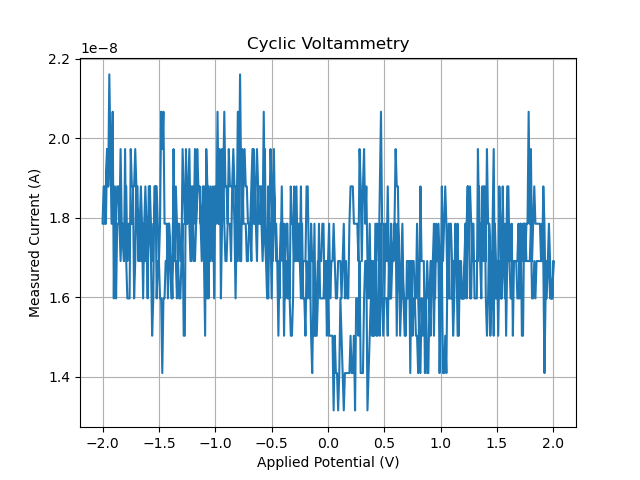 Cyclic Voltammetry
1e−8
2.2
2.0
1.8
1.6
1.4
Measured Current (A)
−2.0 −1.5 −1.0 −0.5 0.0 0.5 1.0 1.5 2.0
Applied Potential (V)